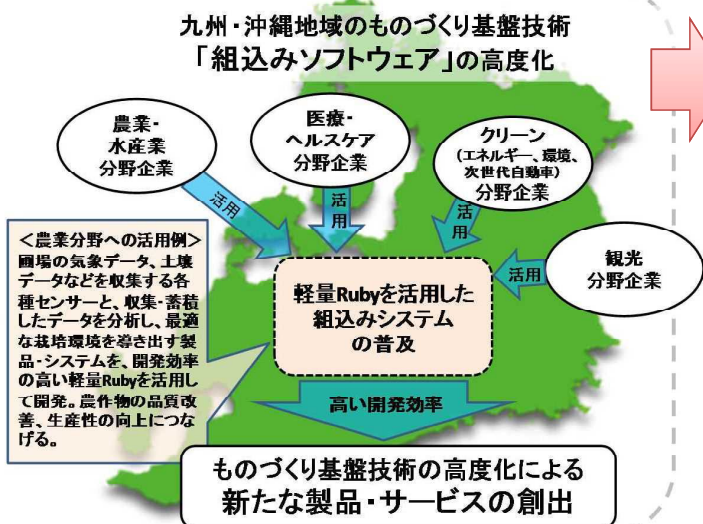 九州・沖縄地域のものづくり基盤技術
「組込みソフトウェア」の高度化
農業・
水産業
分野企業
医療・
ヘルスケア
分野企業
クリーン
(エネルギー、環境、
次世代自動車)
分野企業
観光
分野企業
活用
活用
活用
活用
<農業分野への活用例>
圃場の気象データ、土壌
データなどを収集する各
種センサーと、収集・蓄積
したデータを分析し、最適
な栽培環境を導き出す製
品・システムを、開発効率
の高い軽量Rubyを活用し
て開発。農作物の品質改
善、生産性の向上につな
げる。
軽量Rubyを活用した
組込みシステム
の普及
高い開発効率
ものづくり基盤技術の高度化による
新たな製品・サービスの創出